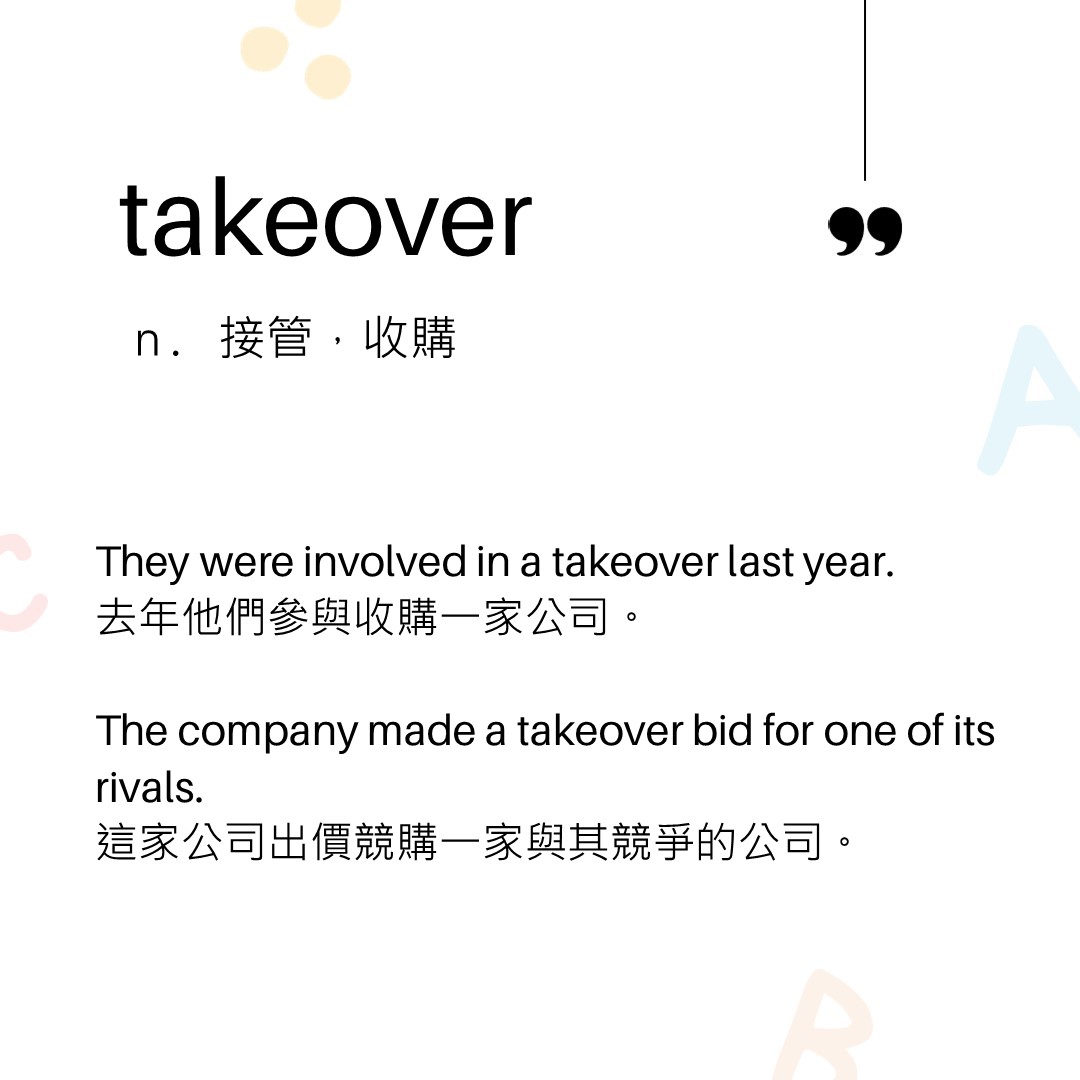 takeover
”
n. 接管，收購
A
They were involved in a takeover last year.
C
去年他們參與收購一家公司。
The company made a takeover bid for one of its
rivals.
這家公司出價競購一家與其競爭的公司。
B